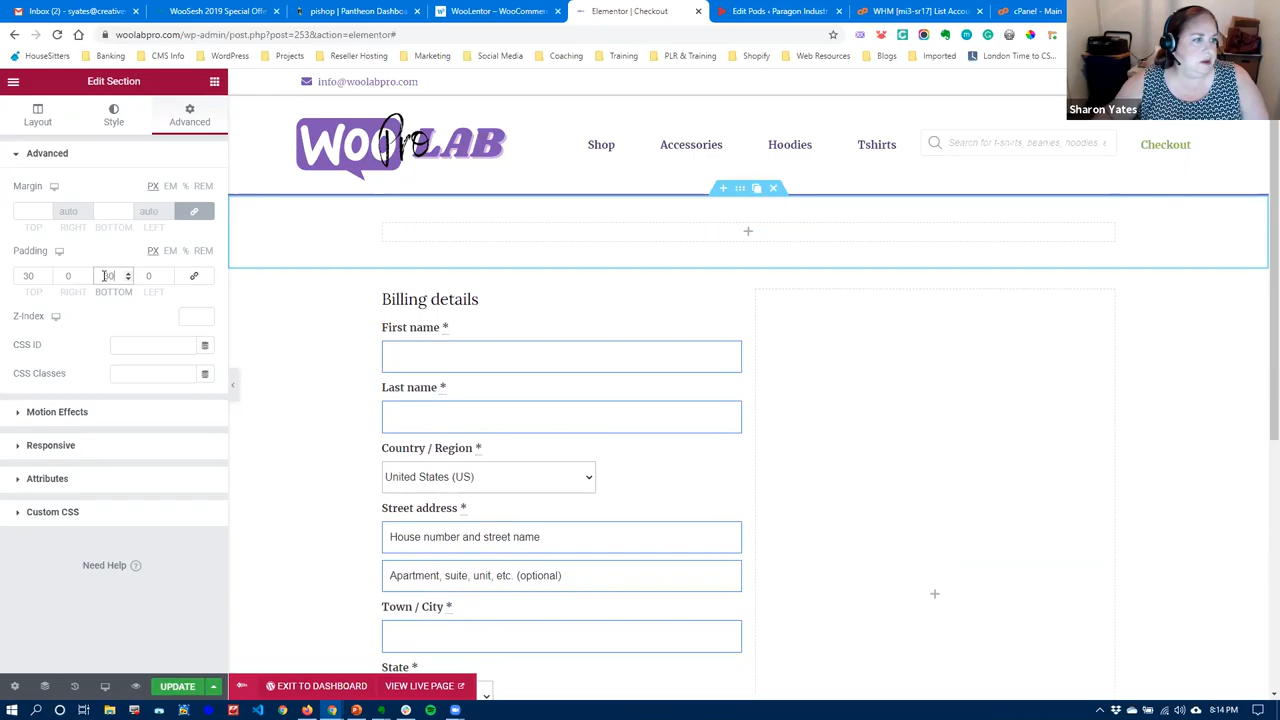 Inbox (2) - syates@creative
WooSesh 2019 Special Offers
pishop | Pantheon Dashboa
WooLentor – WooCommer
Elementor | Checkout
Edit Pods ‹ Paragon Industr
WHM [mi3-sr17] List Accou
cPanel - Main
woolabpro.com/wp-admin/post.php?post=253&action=elementor#
HouseSitters
Banking
CMS Info
WordPress
Projects
Reseller Hosting
Marketing
Social Media
Coaching
Training
PLR & Training
Shopify
Web Resources
Blogs
Imported
London Time to CS...
Sharon Yates
Edit Section
info@woolabpro.com
Layout
Style
Advanced
WOO Pro LAB
Shop
Accessories
Hoodies
Tshirts
Search for t-shirts, beanies, hoodies, e
Checkout
Advanced
Margin
PX EM % REM
auto
auto
TOP RIGHT BOTTOM LEFT
Padding
PX EM % REM
30 0 30 0
TOP RIGHT BOTTOM LEFT
Z-Index
CSS ID
CSS Classes
Motion Effects
Responsive
Attributes
Custom CSS
Need Help
Billing details
First name *
Last name *
Country / Region *
United States (US)
Street address *
House number and street name
Apartment, suite, unit, etc. (optional)
Town / City *
State *
UPDATE
EXIT TO DASHBOARD
VIEW LIVE PAGE
8:14 PM